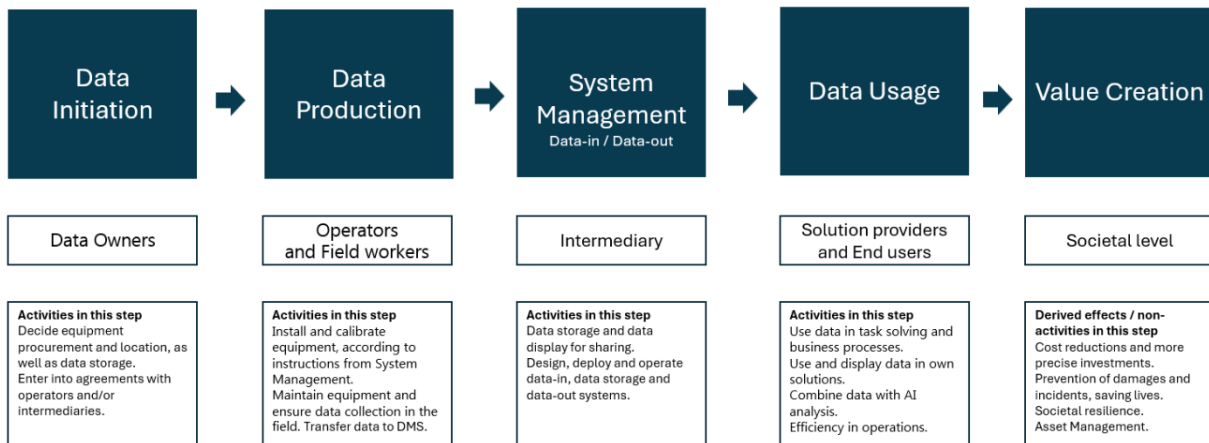 Data
Initiation
Data
Production
System
Management
Data-in / Data-out
Data Usage
Value Creation
Data Owners
Operators
and Field workers
Intermediary
Solution providers
and End users
Societal level
Activities in this step
Decide equipment
procurement and location, as
well as data storage.
Enter into agreements with
operators and/or
intermediaries.
Activities in this step
Install and calibrate
equipment, according to
instructions from System
Management.
Maintain equipment and
ensure data collection in the
field. Transfer data to DMS.
Activities in this step
Data storage and data
display for sharing.
Design, deploy and operate
data-in, data storage and
data-out systems.
Activities in this step
Use data in task solving and
business processes.
Use and display data in own
solutions.
Combine data with AI
analysis.
Efficiency in operations.
Derived effects / non-
activities in this step
Cost reductions and more
precise investments.
Prevention of damages and
incidents, saving lives.
Societal resilience.
Asset Management.